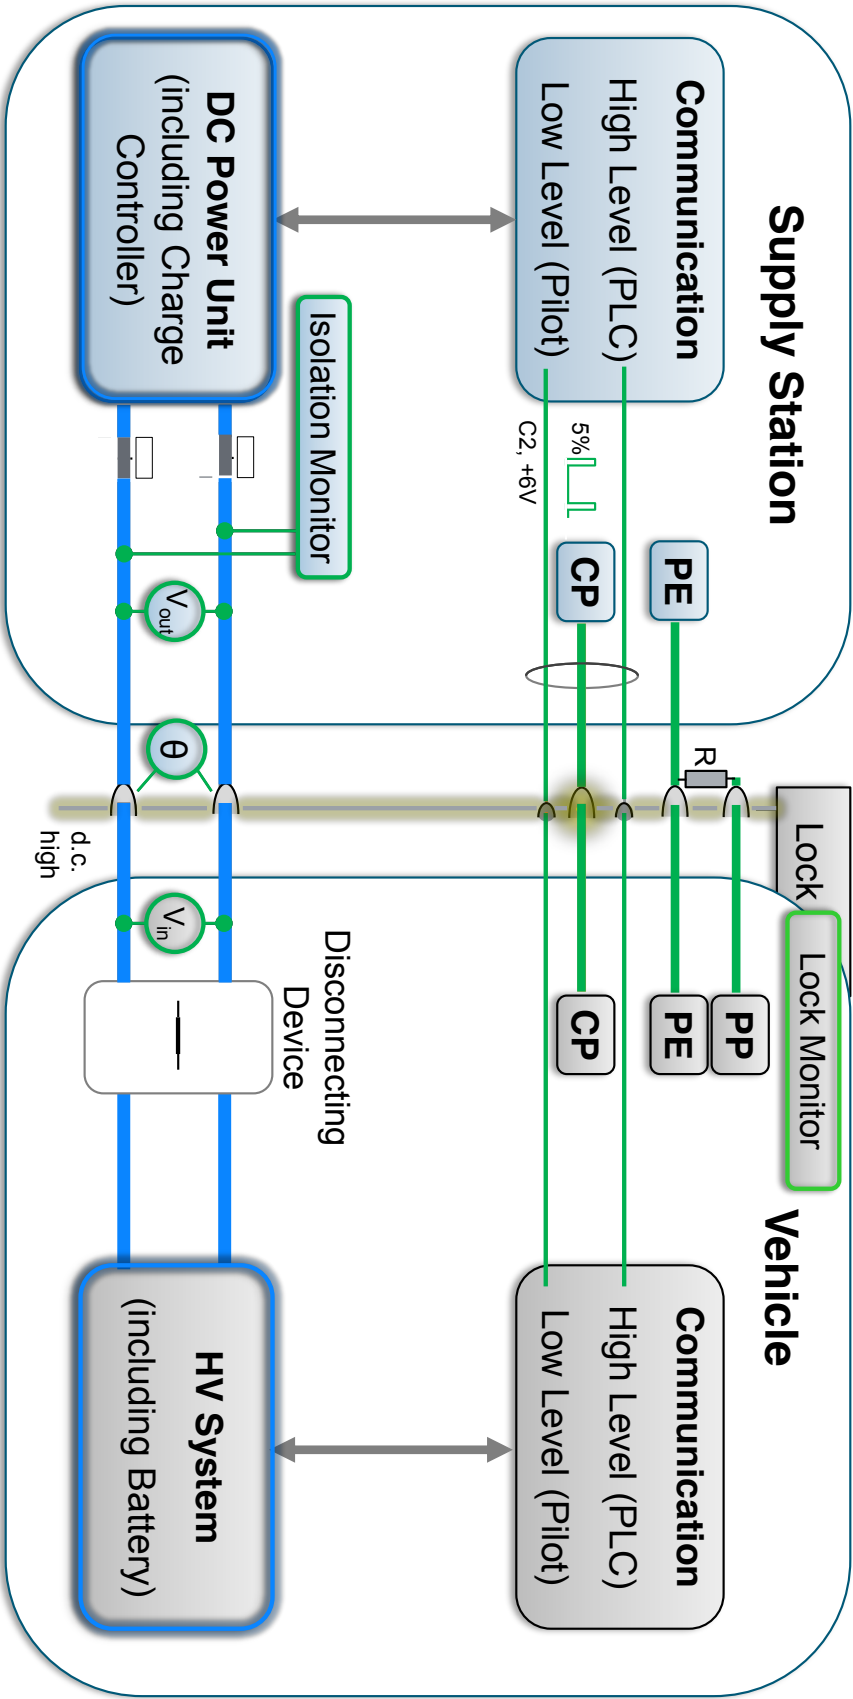 Supply Station
Communication
High Level (PLC)
Low Level (Pilot)
DC Power Unit
(including Charge
Controller)
Isolation Monitor
5%
C2, +6V
PE
CP
V out
θ
R
d.c.
high
Lock
Lock Monitor
PP
PE
CP
V in
Disconnecting
Device
Vehicle
Communication
High Level (PLC)
Low Level (Pilot)
HV System
(including Battery)